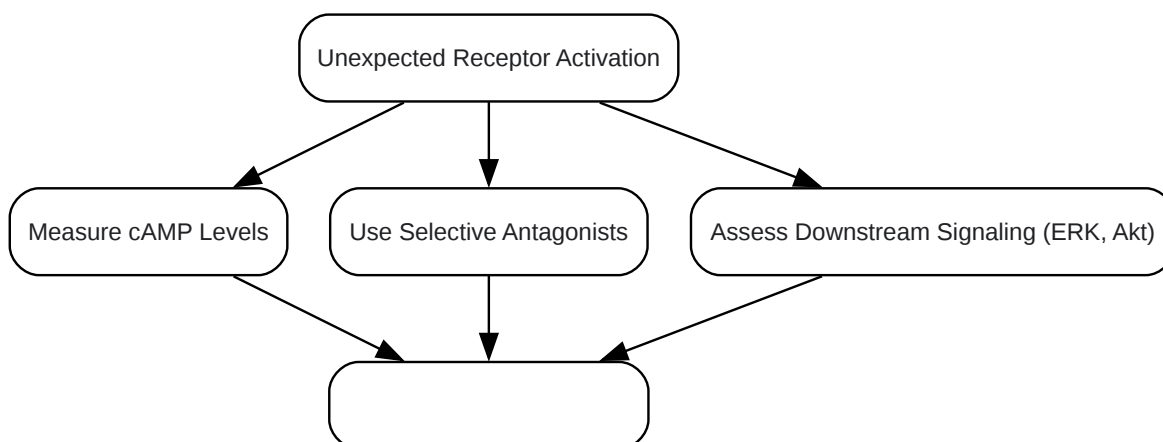 Unexpected Receptor Activation
Measure cAMP Levels
Use Selective Antagonists
Assess Downstream Signaling (ERK, Akt)